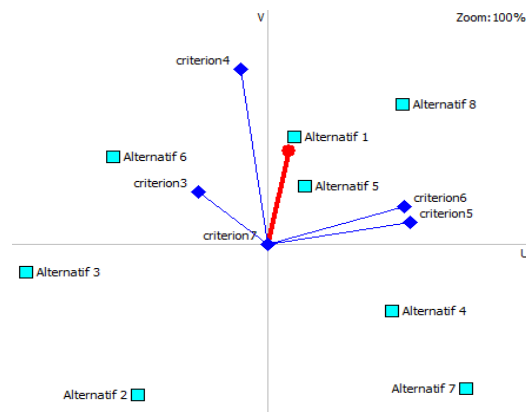 V
Zoom:100%
criterion4
Alternatif 8
Alternatif 1
Alternatif 6
Alternatif 5
criterion3
criterion6
criterion5
criterion7
U
Alternatif 3
Alternatif 4
Alternatif 2
Alternatif 7